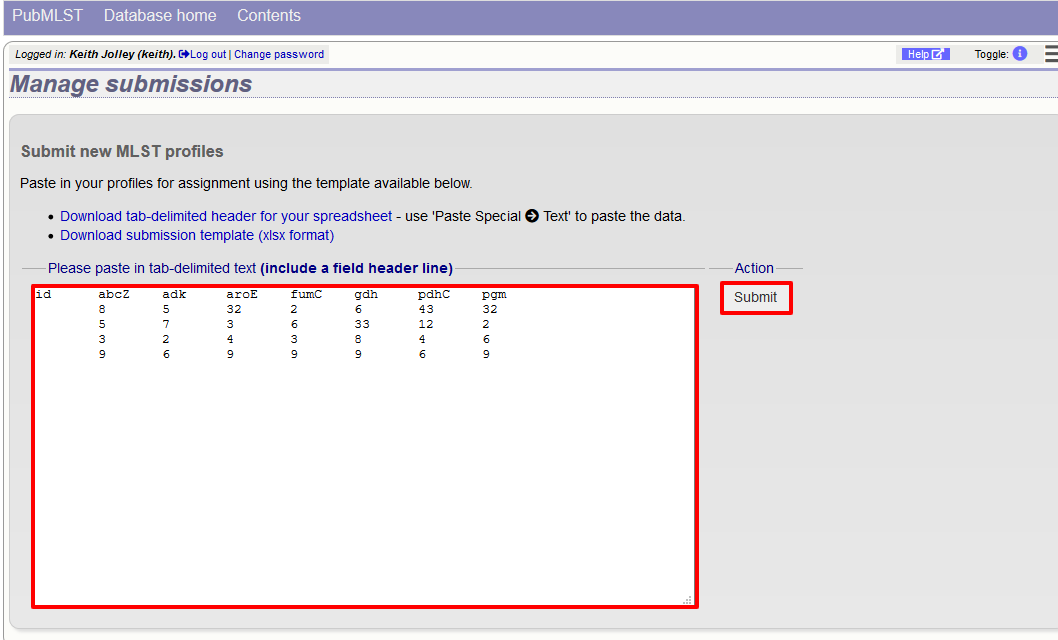 PubMLST Database home Contents
Logged in: Keith Jolley (keith). Log out | Change password Help Toggle:
Manage submissions
Submit new MLST profiles
Paste in your profiles for assignment using the template available below.
Download tab-delimited header for your spreadsheet - use 'Paste Special Text' to paste the data.
Download submission template (xlsx format)
Please paste in tab-delimited text (include a field header line) Action
id abcZ adk aroE fumC gdh pdhC pgm
8 5 32 2 6 43 32
5 7 3 6 33 12 2
3 2 4 3 8 4 6
9 6 9 9 9 6 9
Submit